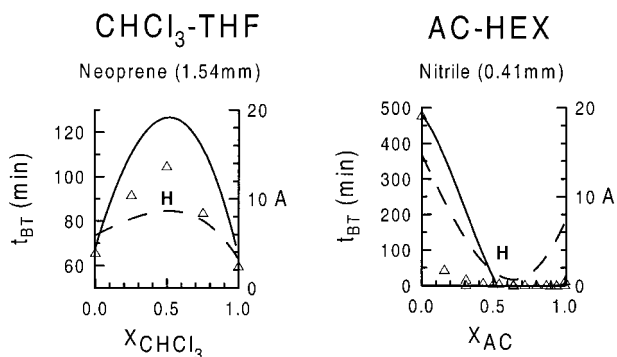 CHCl3-THF
Neoprene (1.54mm)
tBT (min)
120
100
80
60
20
10 A
0
H
0.0 0.5 1.0
XCHCl3
AC-HEX
Nitrile (0.41mm)
tBT (min)
500
400
300
200
100
0
20
10 A
0
H
0.0 0.5 1.0
XAC